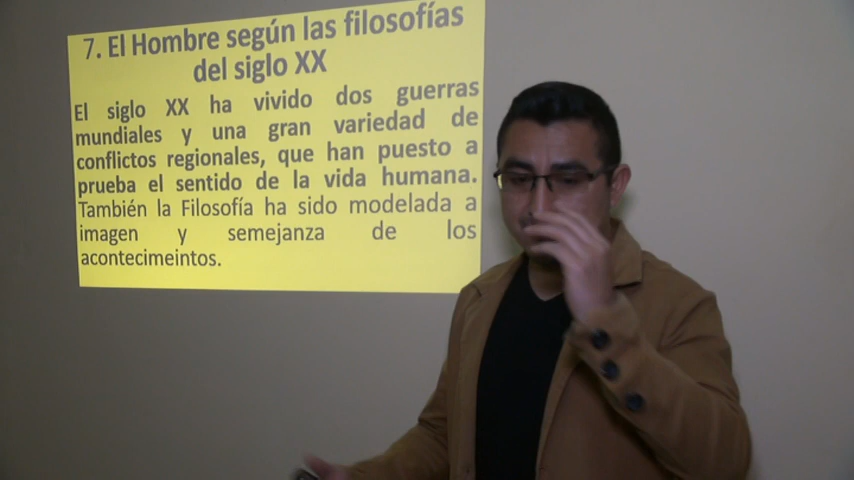 7. El Hombre según las filosofías
del siglo XX
El siglo XX ha vivido dos guerras
mundiales y una gran variedad de
conflictos regionales, que han puesto a
prueba el sentido de la vida humana.
También la Filosofía ha sido modelada a
imagen y semejanza de los
acontecimeintos.